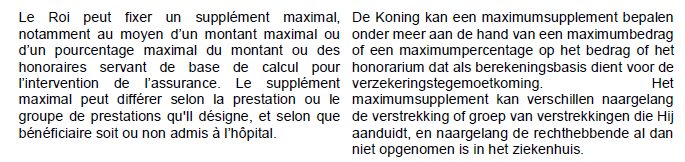 Le Roi peut fixer un supplément maximal,
notamment au moyen d'un montant maximal ou
d'un pourcentage maximal du montant ou des
honoraires servant de base de calcul pour
l'intervention de l'assurance. Le supplément
maximal peut différer selon la prestation ou le
groupe de prestations qu'Il désigne, et selon que
bénéficiaire soit ou non admis à l'hôpital.
De Koning kan een maximumsupplement bepalen
onder meer aan de hand van een maximumbedrag
of een maximumpercentage op het bedrag of het
honorarium dat als berekeningsbasis dient voor de
verzekeringstegemoetkoming. Het
maximumsupplement kan verschillen naargelang
de verstrekking of groep van verstrekkingen die Hij
aanduidt, en naargelang de rechthebbende al dan
niet opgenomen is in het ziekenhuis.